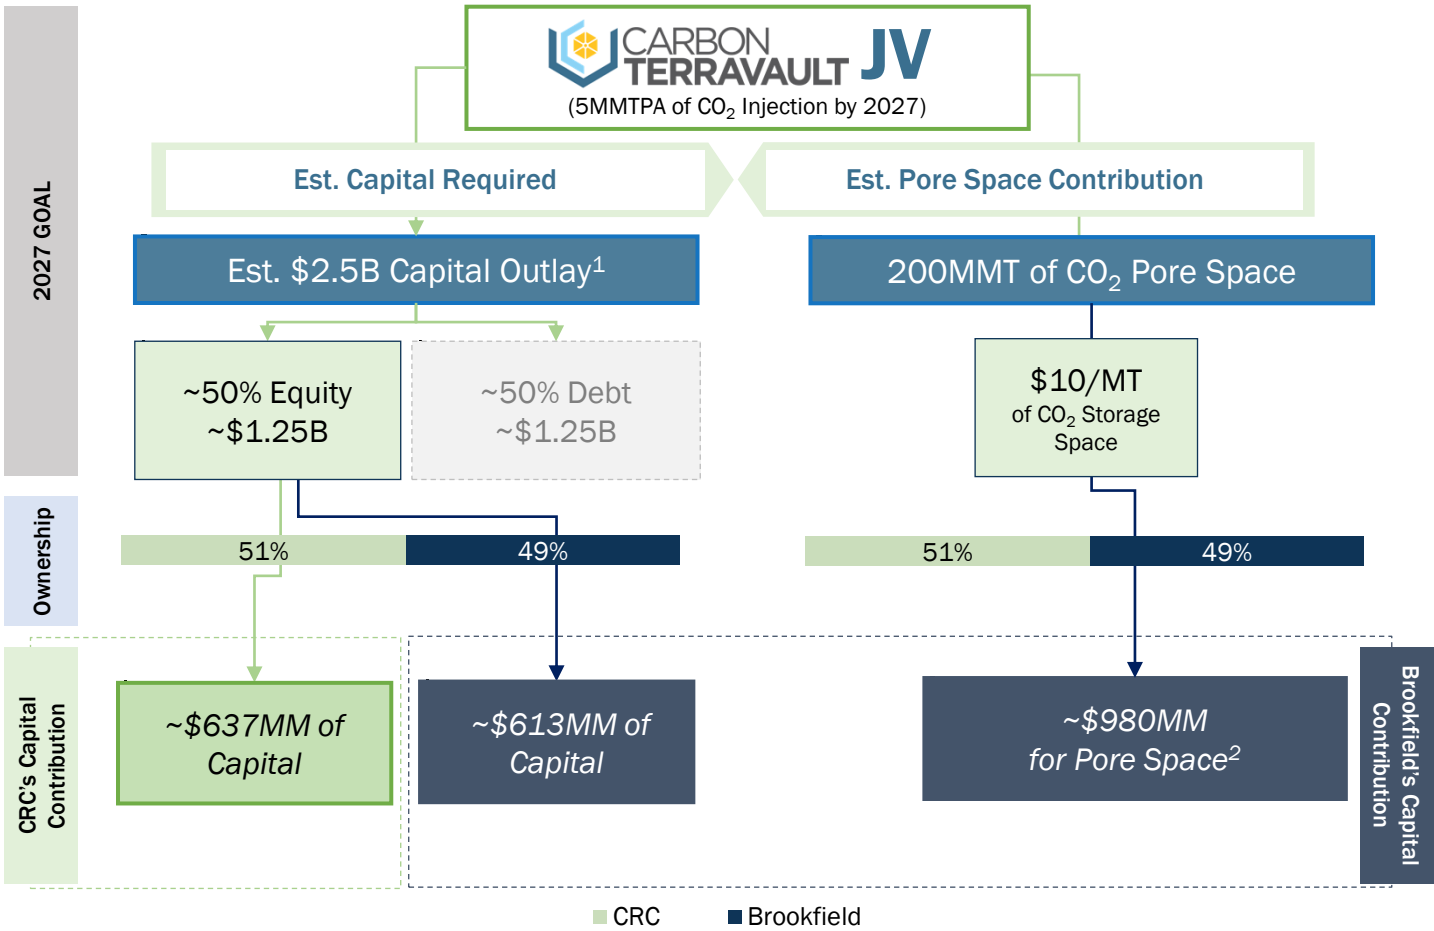 CARBON
TERRAVAULT JV
(5MMTPA of CO₂ Injection by 2027)
2027 GOAL
Est. Capital Required
Est. Pore Space Contribution
Est. $2.5B Capital Outlay¹
200MMT of CO₂ Pore Space
~50% Equity
~$1.25B
~50% Debt
~$1.25B
$10/MT
of CO₂ Storage
Space
Ownership
51%
49%
51%
49%
CRC's Capital
Contribution
~$637MM of
Capital
~$613MM of
Capital
~$980MM
for Pore Space²
Brookfield's Capital
Contribution
CRC
Brookfield